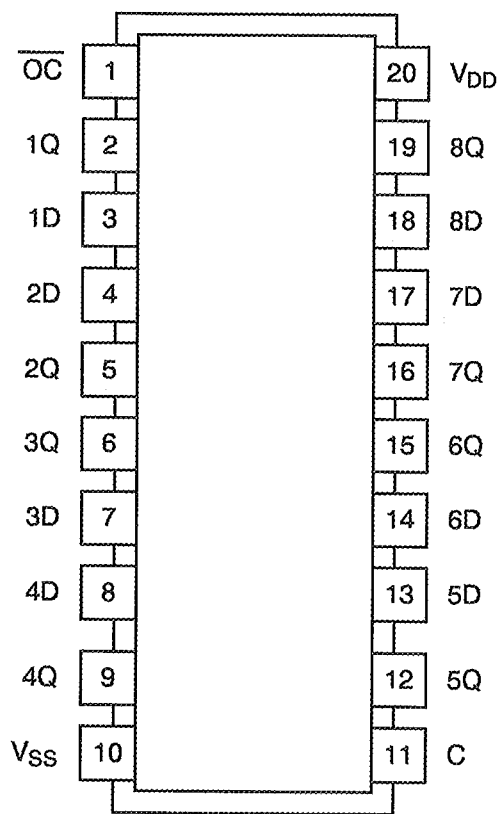 O̅C̅ 1 20 VDD
1Q 2 19 8Q
1D 3 18 8D
2D 4 17 7D
2Q 5 16 7Q
3Q 6 15 6Q
3D 7 14 6D
4D 8 13 5D
4Q 9 12 5Q
VSS 10 11 C